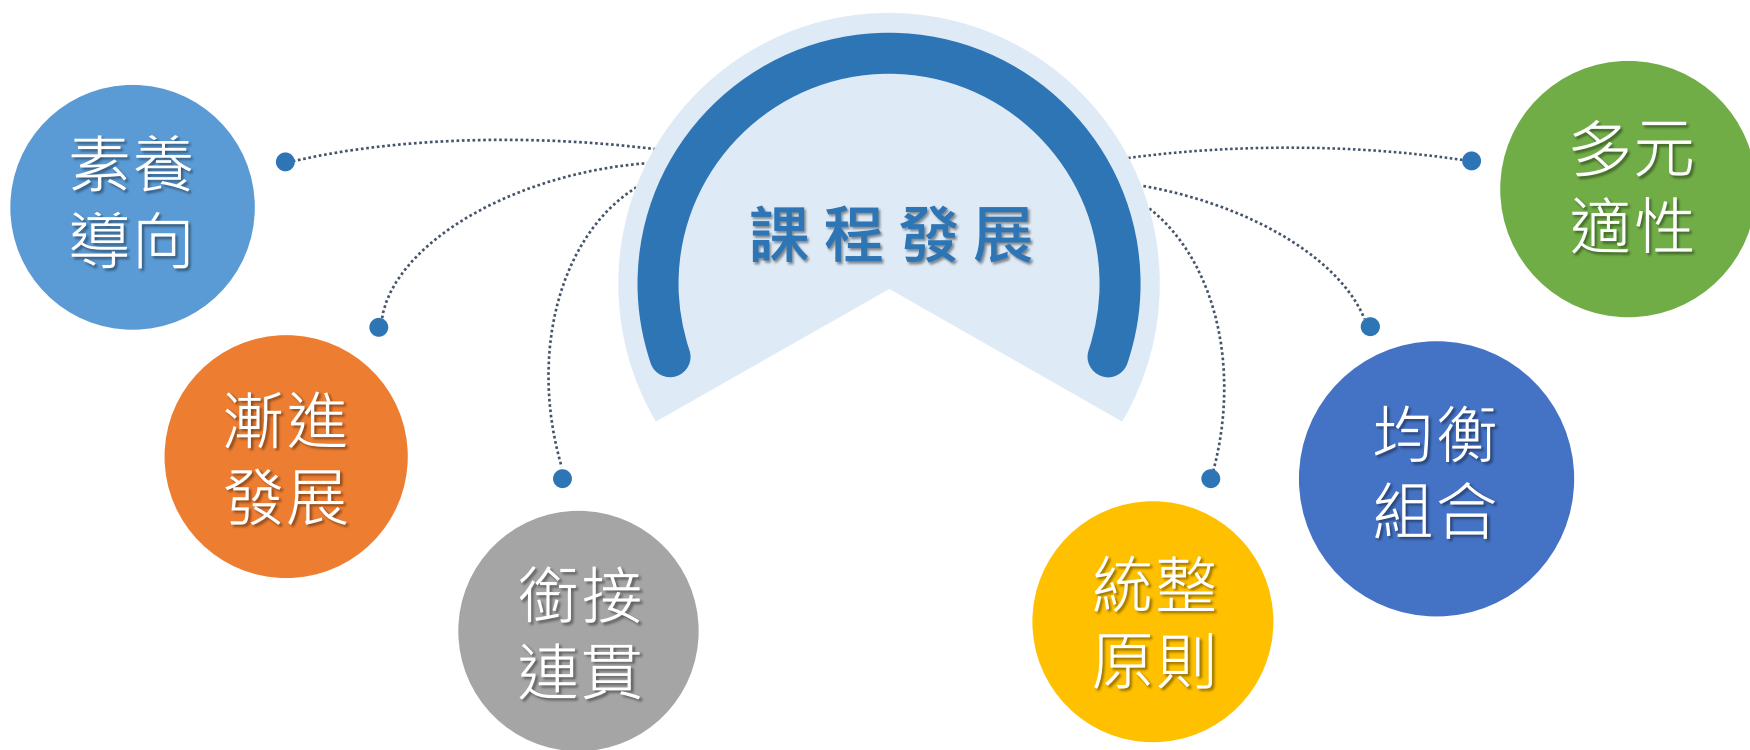 課程發展
素養
導向
漸進
發展
銜接
連貫
統整
原則
均衡
組合
多元
適性